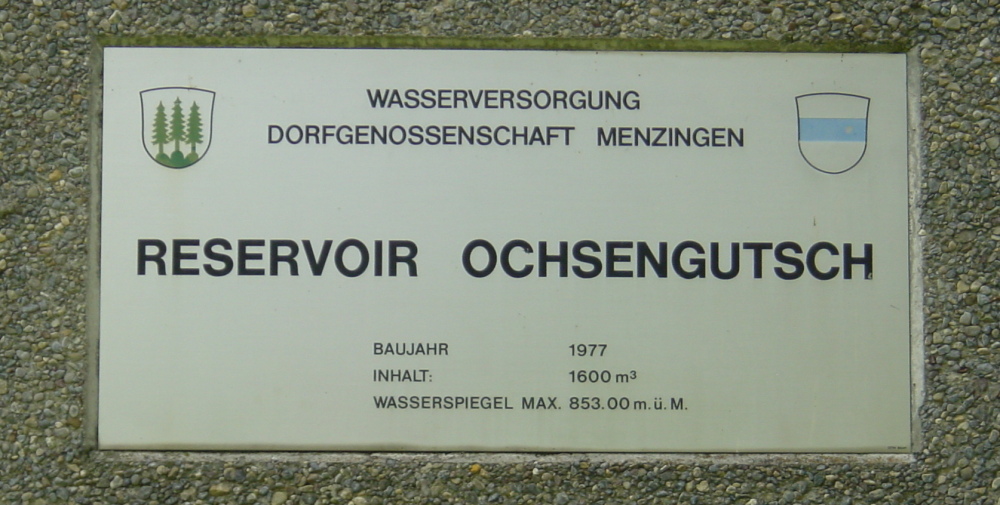 WASSERVERSORGUNG
DORFGENOSSENSCHAFT MENZINGEN
RESERVOIR OCHSENGUTSCH
BAUJAHR 1977
INHALT: 1600 m³
WASSERSPIEGEL MAX. 853.00 m.ü.M.